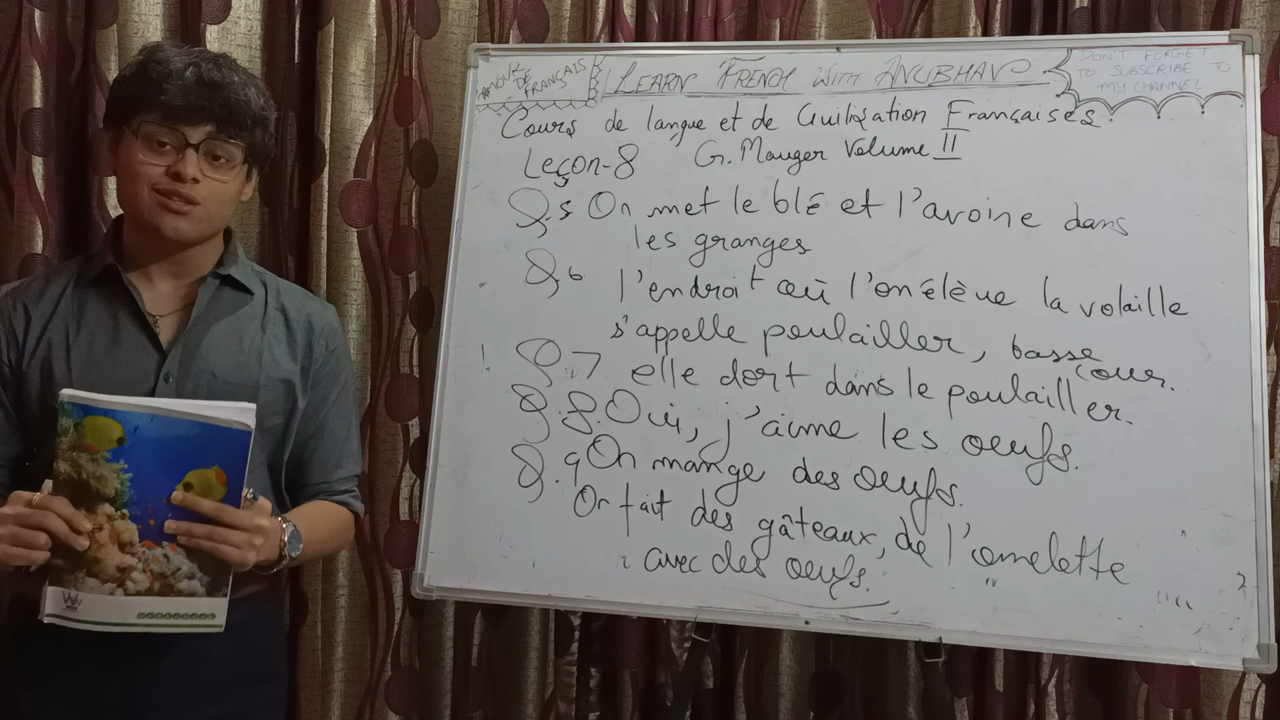 AMOUR
DE
FRANÇAIS
LEARN FRENCH WITH ANUBHAV
DON'T FORGET
TO SUBSCRIBE TO
MY CHANNEL
Cours de langue et de Civilisation Françaises
Leçon-8 G. Mauger Volume II
Q.5 On met le blé et l'avoine dans
les granges
Q.6 l'endroit où l'on élève la volaille
s'appelle poulailler, basse
cour.
Q.7 elle dort dans le poulailler.
Q.8. Oui, j'aime les oeufs.
Q.9 On mange des oeufs.
On fait des gâteaux, de l'omelette
avec des oeufs.